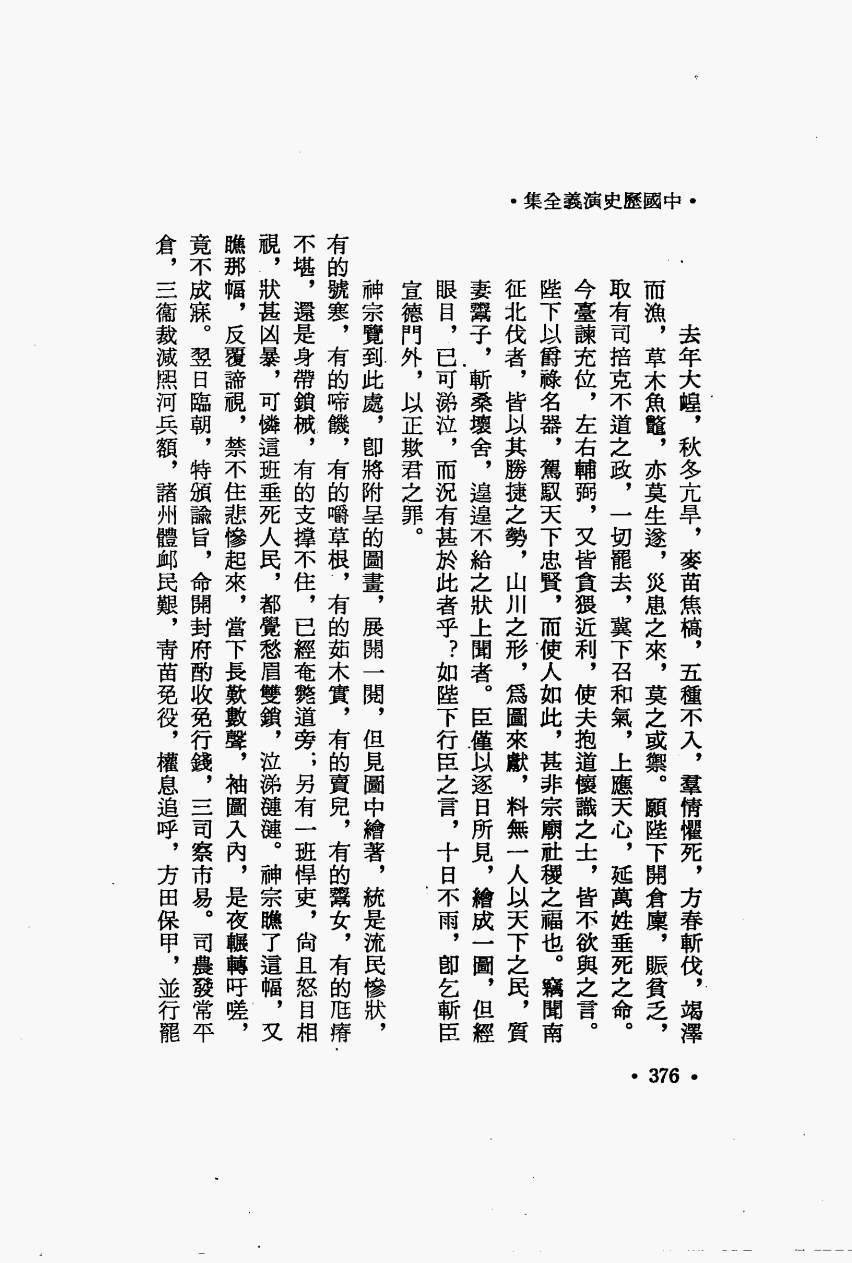 •中國歷史演義全集•
去年大蝗，秋冬亢旱，麥苗焦槁，五種不入，羣情懼死，方春斬伐，竭澤
而漁，草木魚鼈，亦莫生遂，災患之來，莫之或禦。願陛下開倉廩，賑貧乏，
取有司掊克不道之政，一切罷去，冀下召和氣，上應天心，延萬姓垂死之命。
今臺諫充位，左右輔弼，又皆貪猥近利，使夫抱道懷識之士，皆不欲與之言。
陛下以爵祿名器，駕馭天下忠賢，而使人如此，甚非宗廟社稷之福也。竊聞南
征北伐者，皆以其勝捷之勢，山川之形，爲圖來獻，料無一人以天下之民，質
妻鬻子，斬桑壞舍，遑遑不給之狀上聞者。臣僅以逐日所見，繪成一圖，但經
眼目，已可涕泣，而況有甚於此者乎？如陛下行臣之言，十日不雨，卽乞斬臣
宣德門外，以正欺君之罪。
神宗覽到此處，卽將附呈的圖畫，展開一閱，但見圖中繪著，統是流民慘狀，
有的號寒，有的啼饑，有的嚼草根，有的茹木實，有的賣兒，有的鬻女，有的尫瘠
不堪，還是身帶鎖械，有的支撐不住，已經奄斃道旁；另有一班悍吏，尙且怒目相
視，狀甚凶暴，可憐這班垂死人民，都覺愁眉雙鎖，泣涕漣漣。神宗瞧了這幅，又
瞧那幅，反覆諦視，禁不住悲慘起來，當下長歎數聲，袖圖入內，是夜輾轉吁嗟，
竟不成寐。翌日臨朝，特頒諭旨，命開封府酌收免行錢，三司察市易。司農發常平
倉，三衞裁減熙河兵額，諸州體卹民艱，靑苗免役，權息追呼，方田保甲，並行罷
•376•